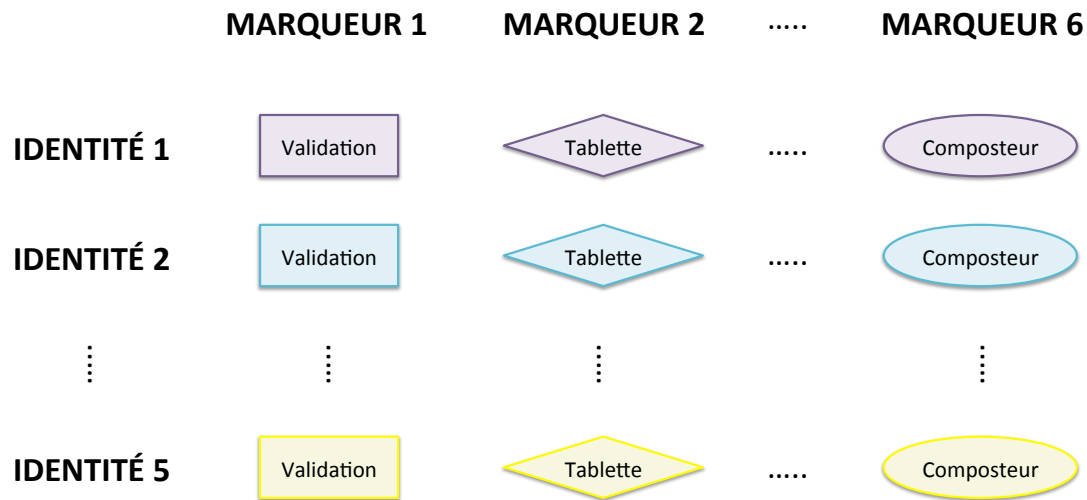 MARQUEUR 1 MARQUEUR 2 ..... MARQUEUR 6
IDENTITÉ 1 Validation Tablette ..... Composteur
IDENTITÉ 2 Validation Tablette ..... Composteur
..... ..... ..... .....
IDENTITÉ 5 Validation Tablette ..... Composteur